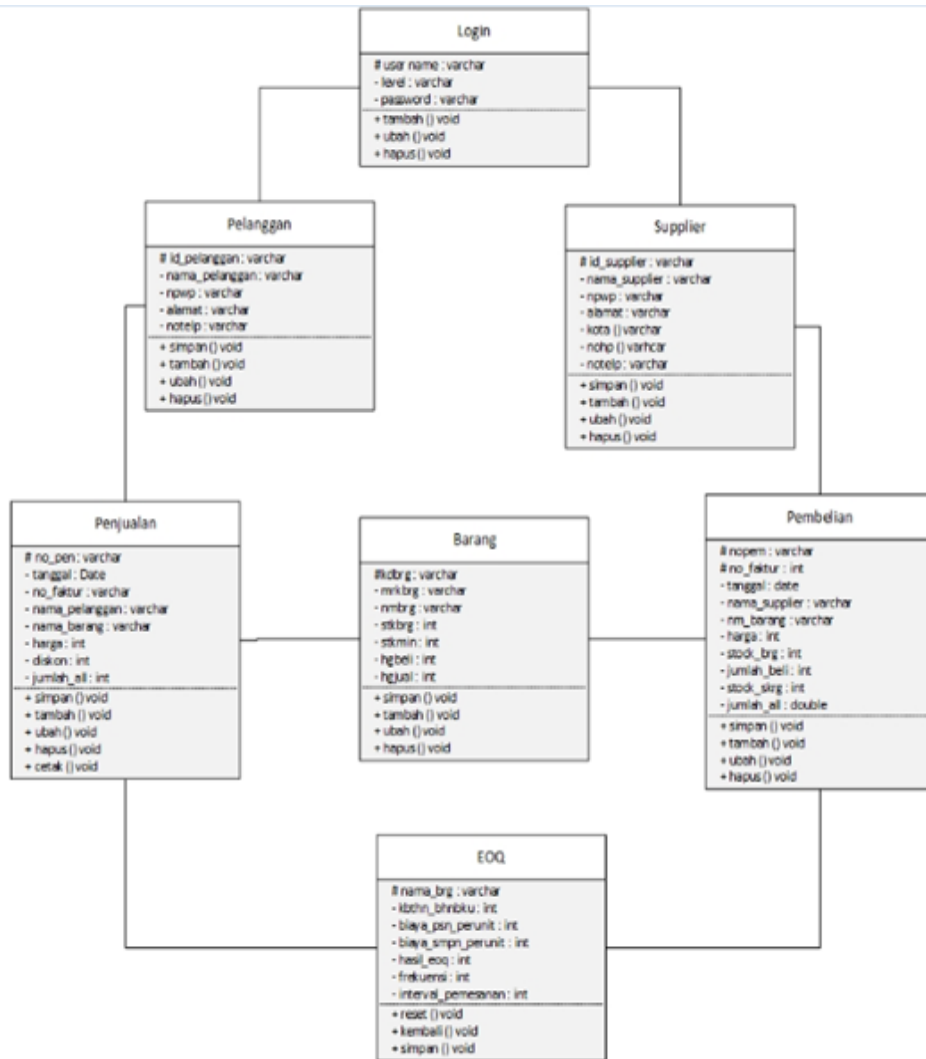 Login
# user name : varchar
- level : varchar
- password : varchar
+ tambah () void
+ ubah () void
+ hapus () void
Pelanggan
# id_pelanggan : varchar
- nama_pelanggan : varchar
- npwp : varchar
- alamat : varchar
- notelp : varchar
+ simpan () void
+ tambah () void
+ ubah () void
+ hapus () void
Supplier
# id_supplier : varchar
- nama_supplier : varchar
- npwp : varchar
- alamat : varchar
- kota () varchar
- nohp () varhcar
- notelp : varchar
+ simpan () void
+ tambah () void
+ ubah () void
+ hapus () void
Penjualan
# no_pen : varchar
- tanggal : Date
- no_faktur : varchar
- nama_pelanggan : varchar
- nama_barang : varchar
- harga : int
- diskon : int
- jumlah_all : int
+ simpan () void
+ tambah () void
+ ubah () void
+ hapus () void
+ cetak () void
Barang
#kdbrg : varchar
- mrkbrg : varchar
- nmbrg : varchar
- stkbrg : int
- stkmin : int
- hgbeli : int
- hgjual : int
+ simpan () void
+ tambah () void
+ ubah () void
+ hapus () void
Pembelian
# nopem : varchar
# no_faktur : int
- tanggal : date
- nama_supplier : varchar
- nm_barang : varchar
- harga : int
- stock_brg : int
- jumlah_beli : int
- stock_skrg : int
- jumlah_all : double
+ simpan () void
+ tambah () void
+ ubah () void
+ hapus () void
EOQ
# nama_brg : varchar
- kbthn_bhnbku : int
- biaya_psn_perunit : int
- biaya_smpn_perunit : int
- hasil_eoq : int
- frekuensi : int
- interval_pemesanan : int
+ reset () void
+ kembali () void
+ simpan () void